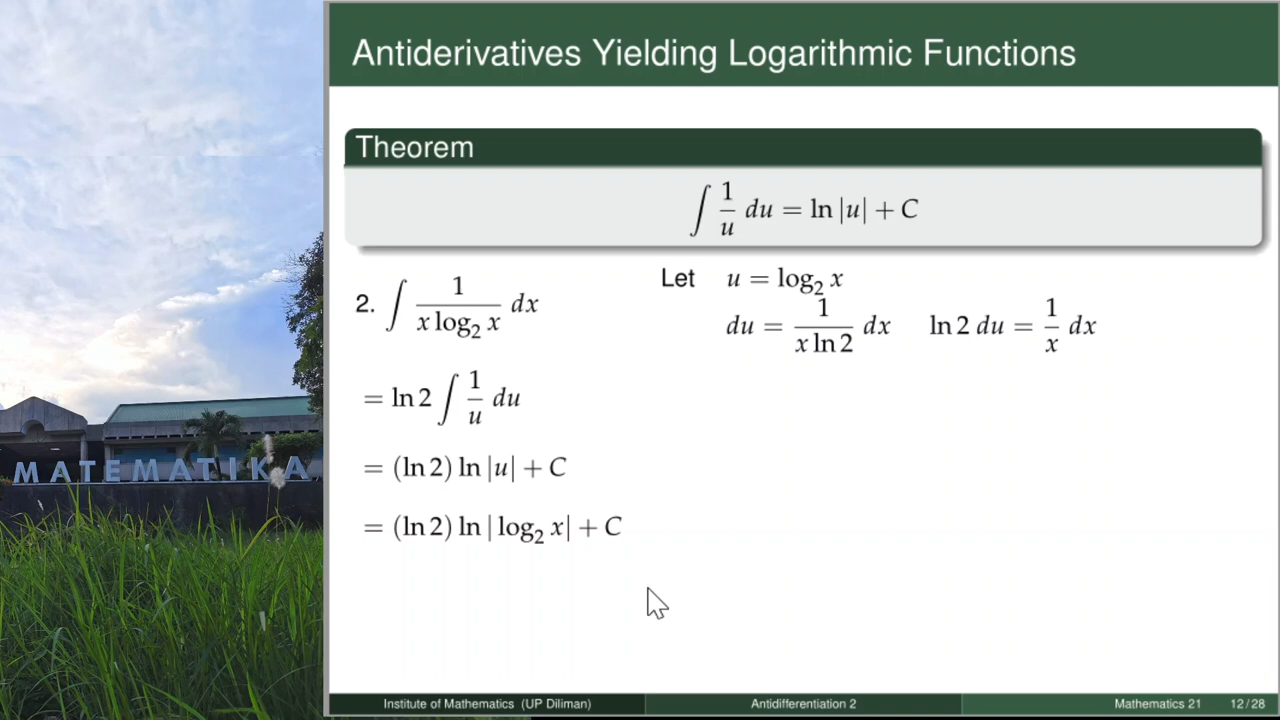 Antiderivatives Yielding Logarithmic Functions
Theorem
∫ 1/u du = ln |u| + C
2. ∫ 1/(x log₂ x) dx
Let u = log₂ x
du = 1/(x ln 2) dx ln 2 du = 1/x dx
= ln 2 ∫ 1/u du
= (ln 2) ln |u| + C
= (ln 2) ln | log₂ x| + C
MATEMATIKA
Institute of Mathematics (UP Diliman) Antidifferentiation 2 Mathematics 21 12 / 28